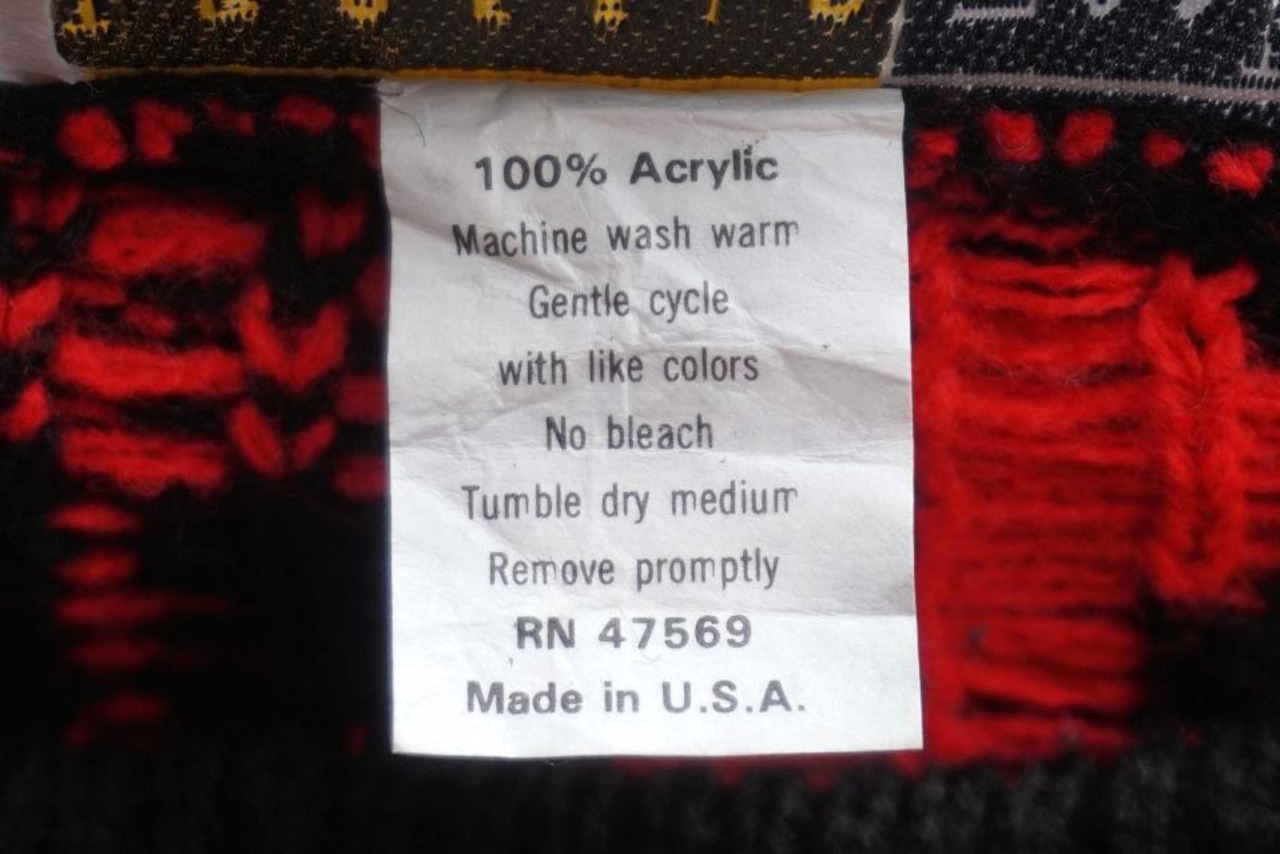 100% Acrylic
Machine wash warm
Gentle cycle
with like colors
No bleach
Tumble dry medium
Remove promptly
RN 47569
Made in U.S.A.